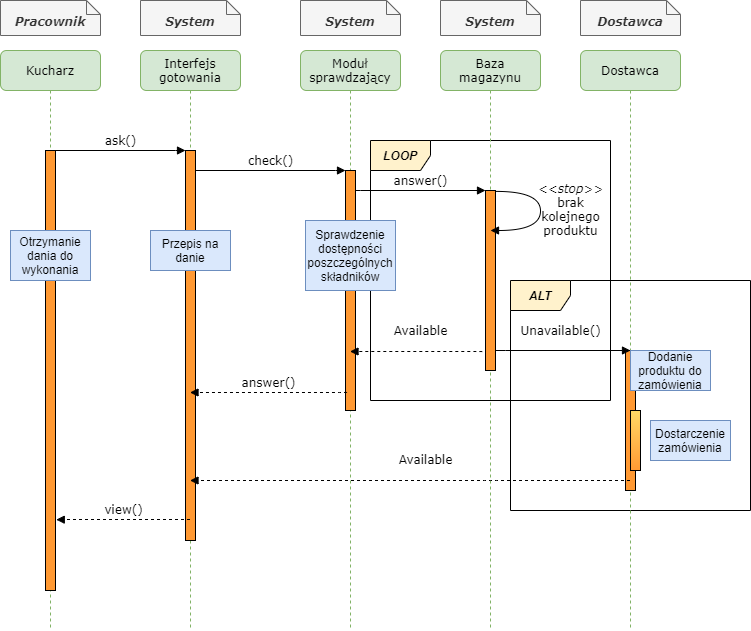 Pracownik
System
System
System
Dostawca
Kucharz
Interfejs
gotowania
Moduł
sprawdzający
Baza
magazynu
Dostawca
ask()
check()
LOOP
answer()
<<stop>>
brak
kolejnego
produktu
Otrzymanie
dania do
wykonania
Przepis na
danie
Sprawdzenie
dostępności
poszczególnych
składników
ALT
Available
Unavailable()
Dodanie
produktu do
zamówienia
answer()
Dostarczenie
zamówienia
Available
view()